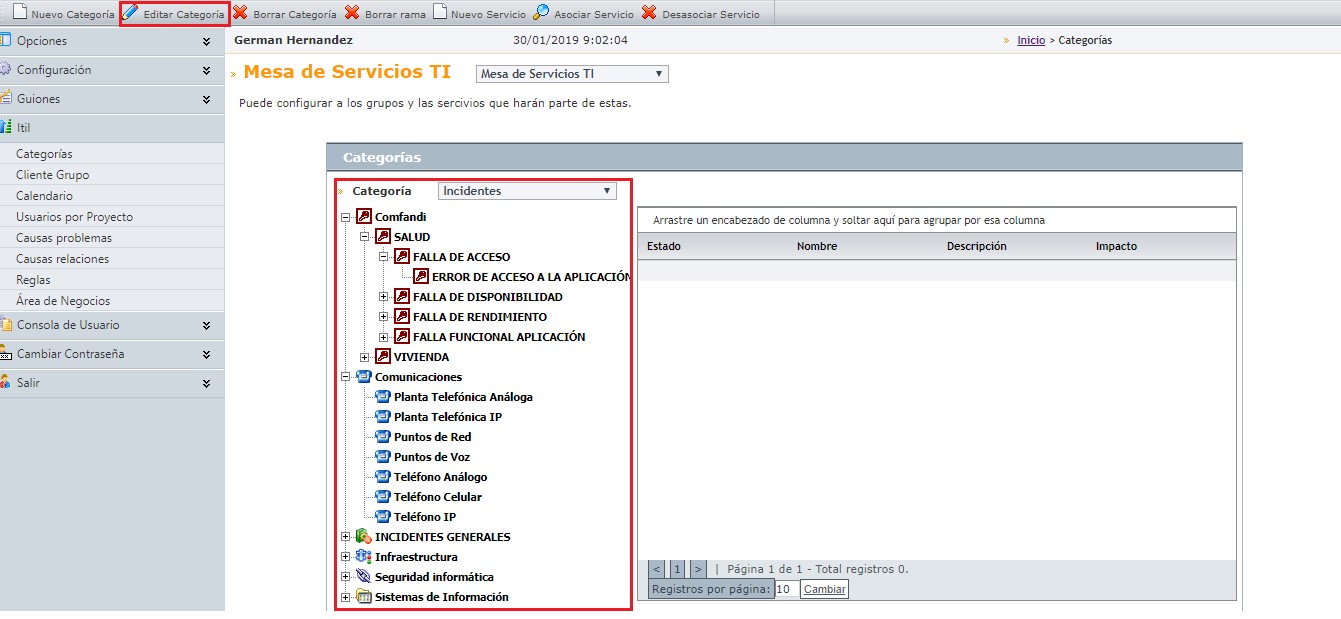 Nuevo Categoría Editar Categoría Borrar Categoría Borrar rama Nuevo Servicio Asociar Servicio Desasociar Servicio
Opciones
Configuración
Guiones
Itil
Categorías
Cliente Grupo
Calendario
Usuarios por Proyecto
Causas problemas
Causas relaciones
Reglas
Área de Negocios
Consola de Usuario
Cambiar Contraseña
Salir
German Hernandez 30/01/2019 9:02:04 » Inicio > Categorías
» Mesa de Servicios TI Mesa de Servicios TI
Puede configurar a los grupos y las sercivios que harán parte de estas.
Categorías
» Categoría Incidentes
Comfandi
SALUD
FALLA DE ACCESO
ERROR DE ACCESO A LA APLICACIÓN
FALLA DE DISPONIBILIDAD
FALLA DE RENDIMIENTO
FALLA FUNCIONAL APLICACIÓN
VIVIENDA
Comunicaciones
Planta Telefónica Análoga
Planta Telefónica IP
Puntos de Red
Puntos de Voz
Teléfono Análogo
Teléfono Celular
Teléfono IP
INCIDENTES GENERALES
Infraestructura
Seguridad informática
Sistemas de Información
Arrastre un encabezado de columna y soltar aquí para agrupar por esa columna
Estado Nombre Descripción Impacto
< 1 > | Página 1 de 1 - Total registros 0.
Registros por página: 10 Cambiar